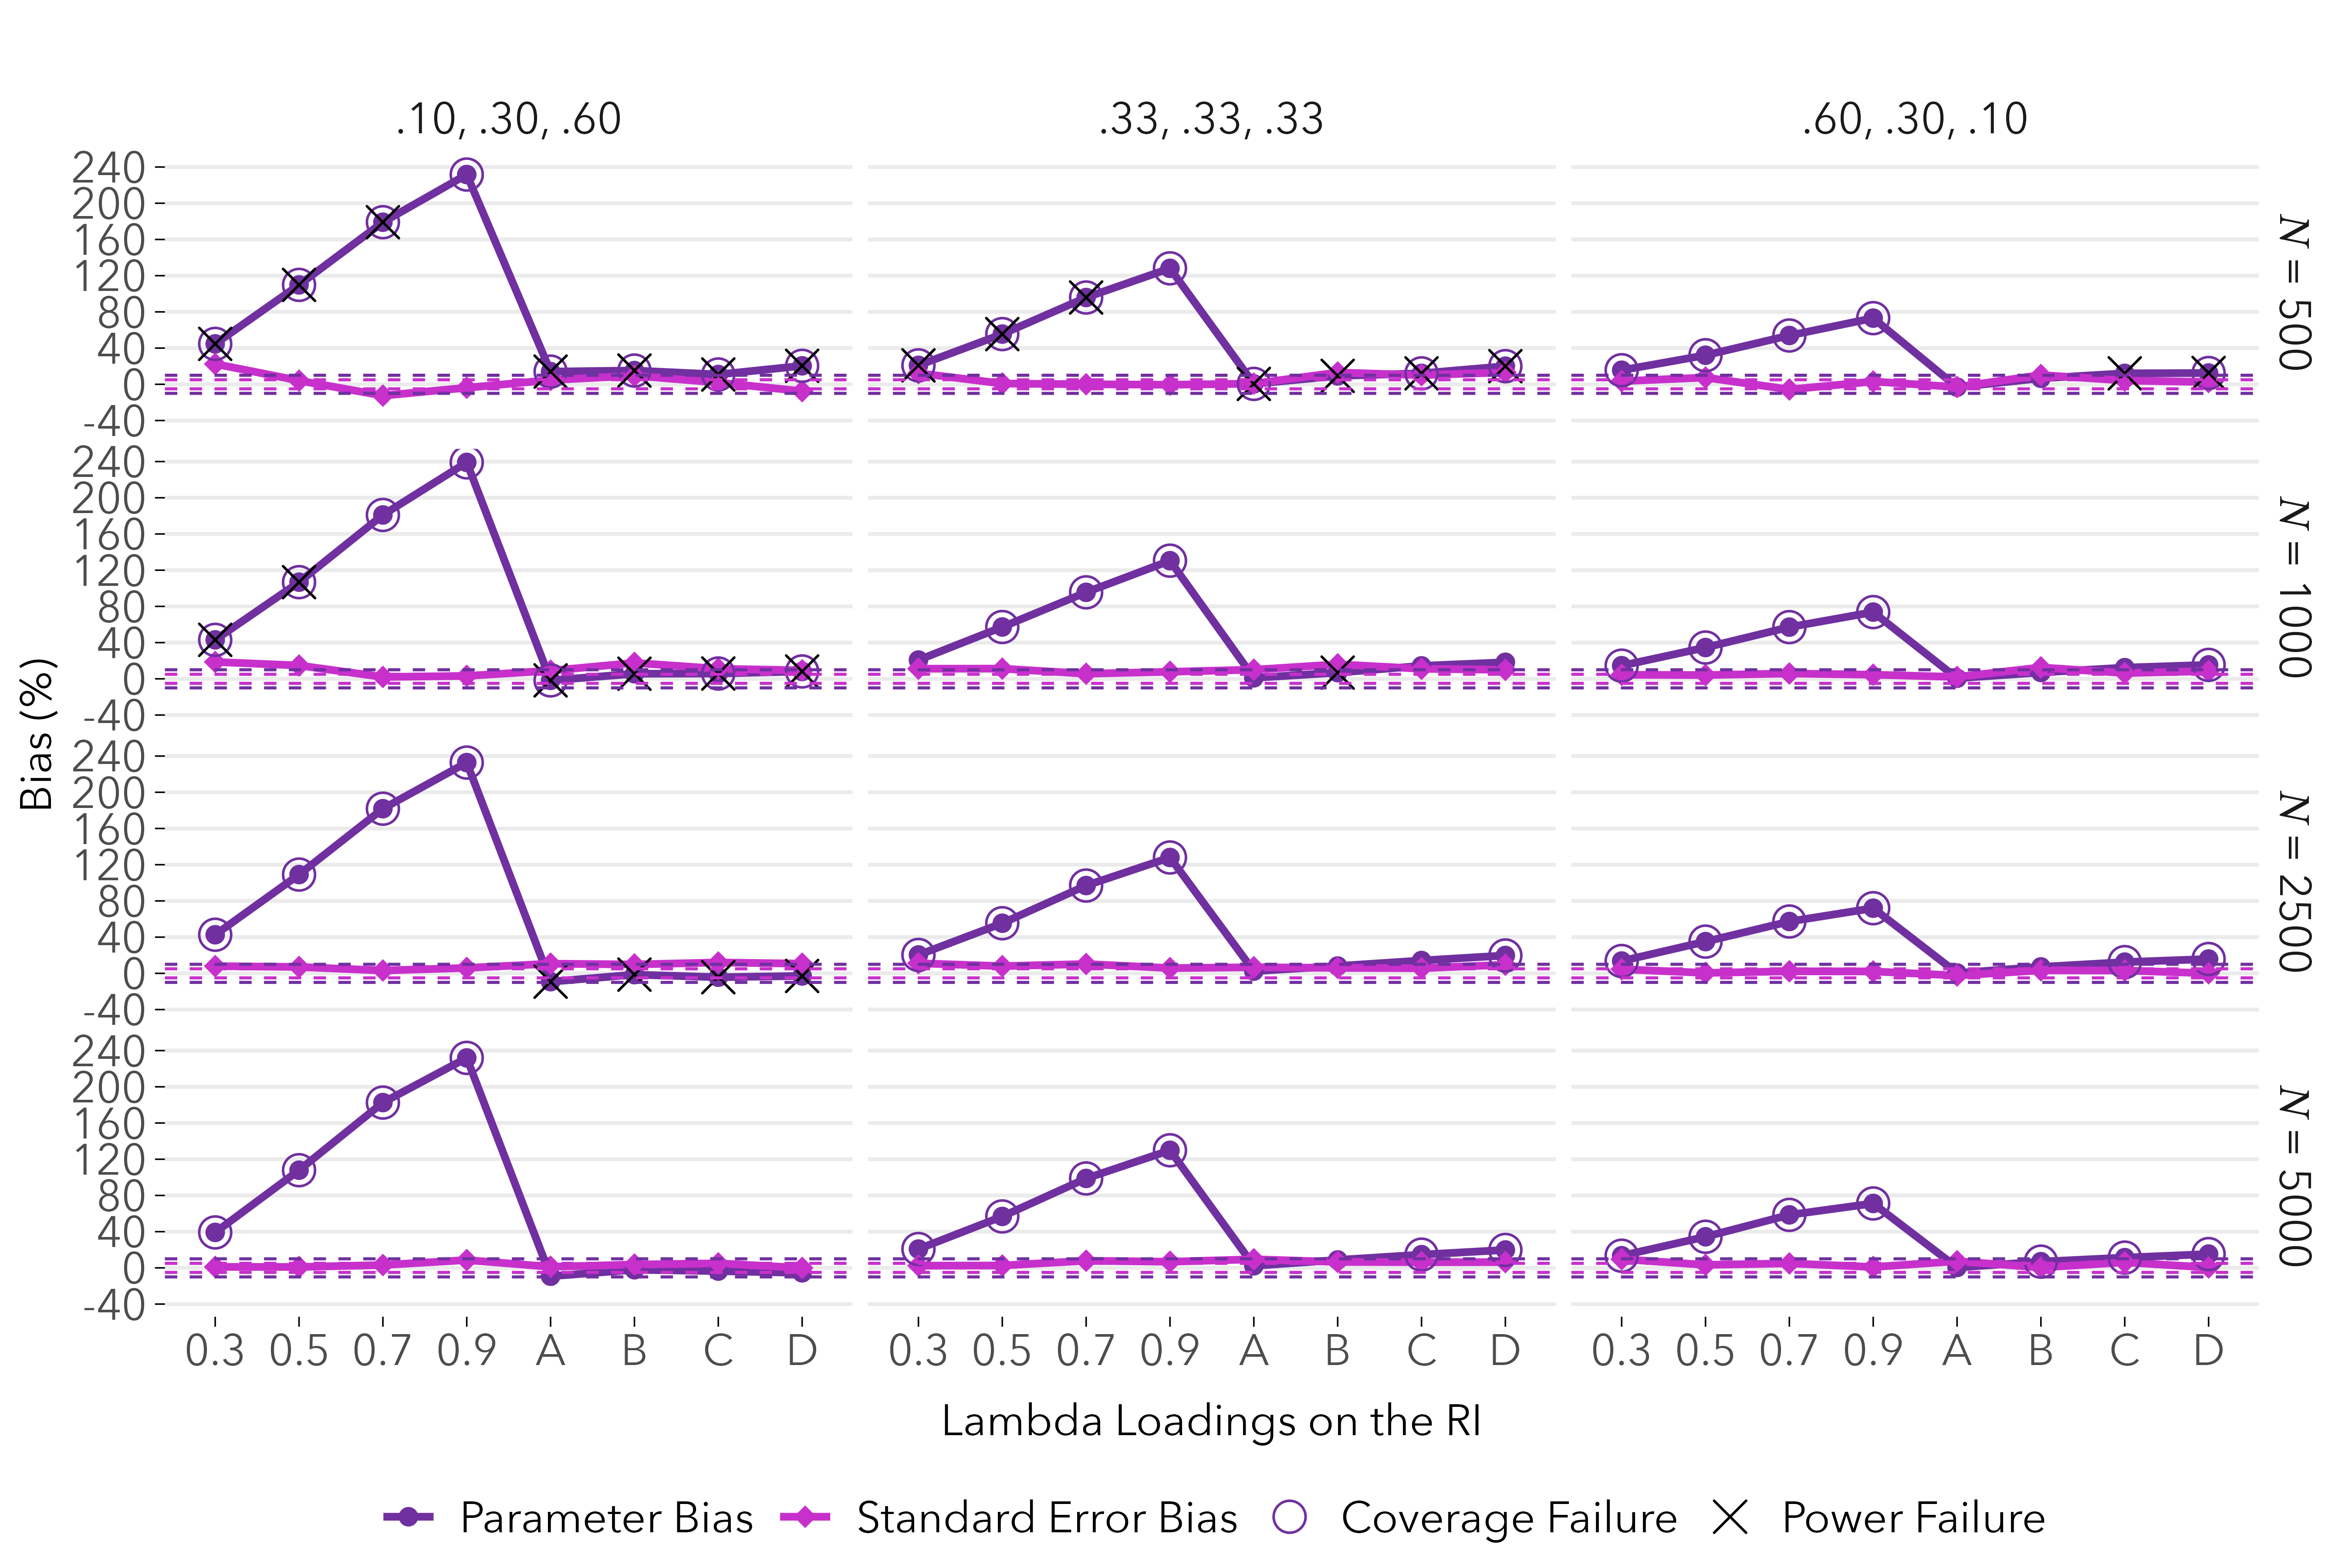 .10, .30, .60
.33, .33, .33
.60, .30, .10
240
200
160
120
80
40
0
-40
N = 500
240
200
160
120
80
40
0
-40
N = 1000
240
200
160
120
80
40
0
-40
N = 2500
240
200
160
120
80
40
0
-40
N = 5000
Bias (%)
0.3 0.5 0.7 0.9 A B C D
0.3 0.5 0.7 0.9 A B C D
0.3 0.5 0.7 0.9 A B C D
Lambda Loadings on the RI
Parameter Bias Standard Error Bias Coverage Failure Power Failure